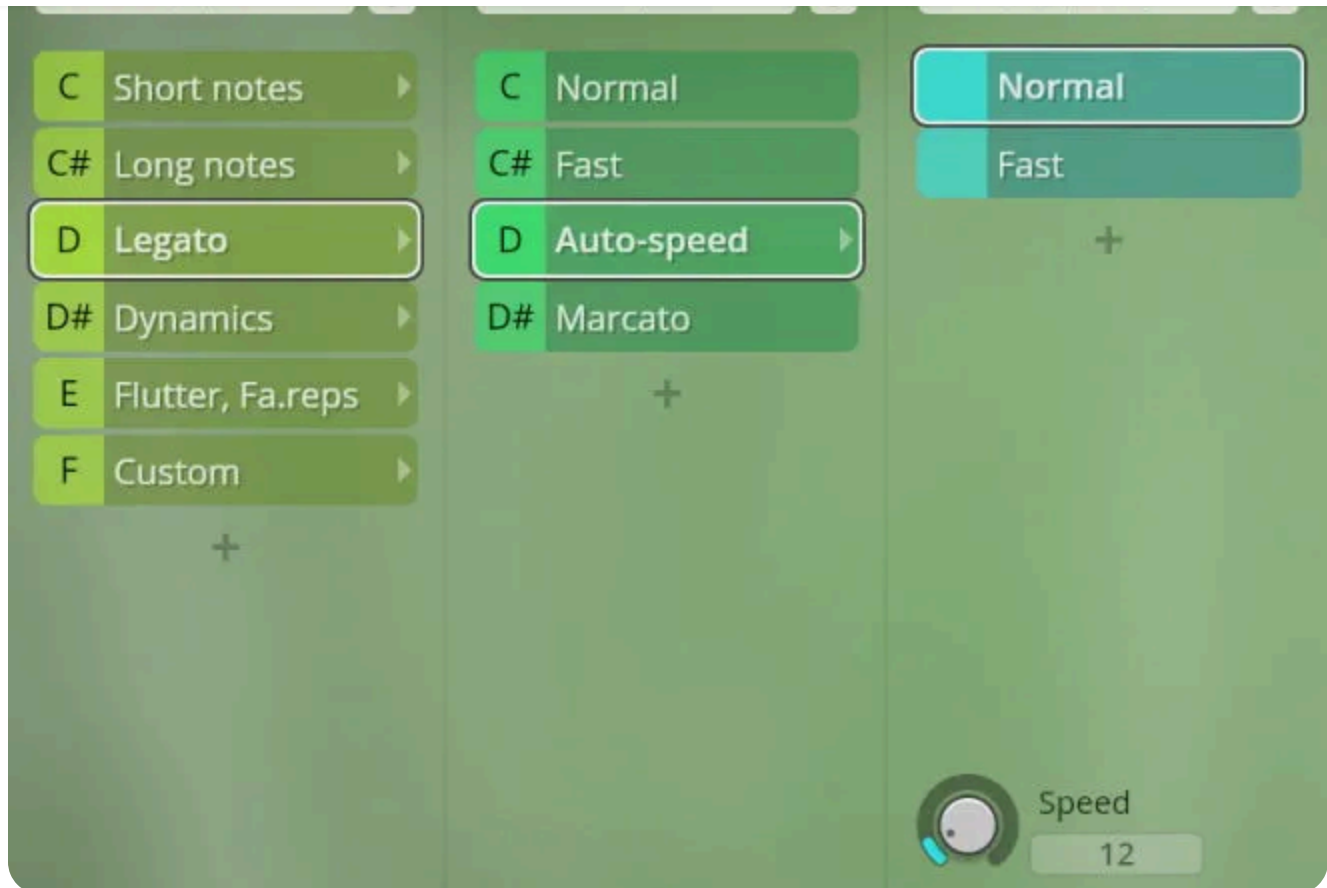 C Short notes
C# Long notes
D Legato
D# Dynamics
E Flutter, Fa.reps
F Custom
+
C Normal
C# Fast
D Auto-speed
D# Marcato
+
Normal
Fast
+
Speed
12